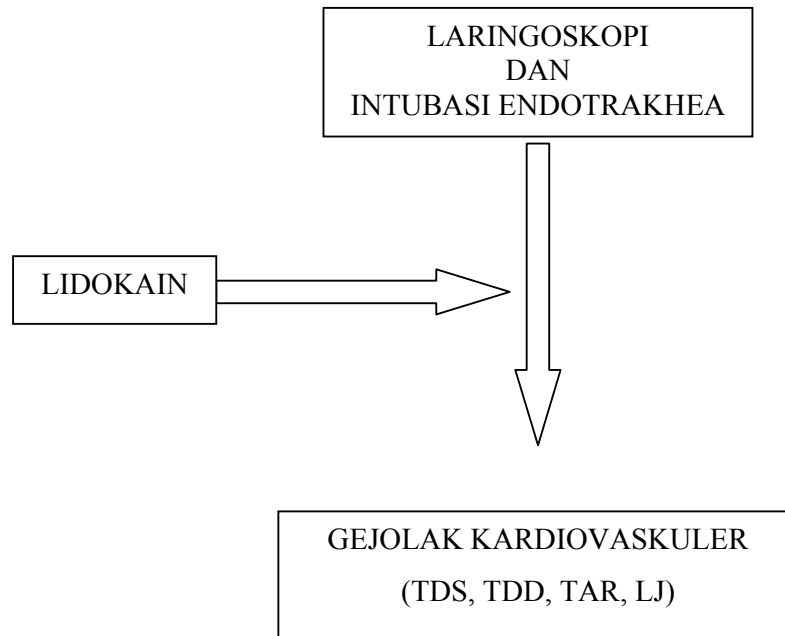 LARINGOSKOPI
DAN
INTUBASI ENDOTRAKHEA
LIDOKAIN
GEJOLAK KARDIOVASKULER
(TDS, TDD, TAR, LJ)